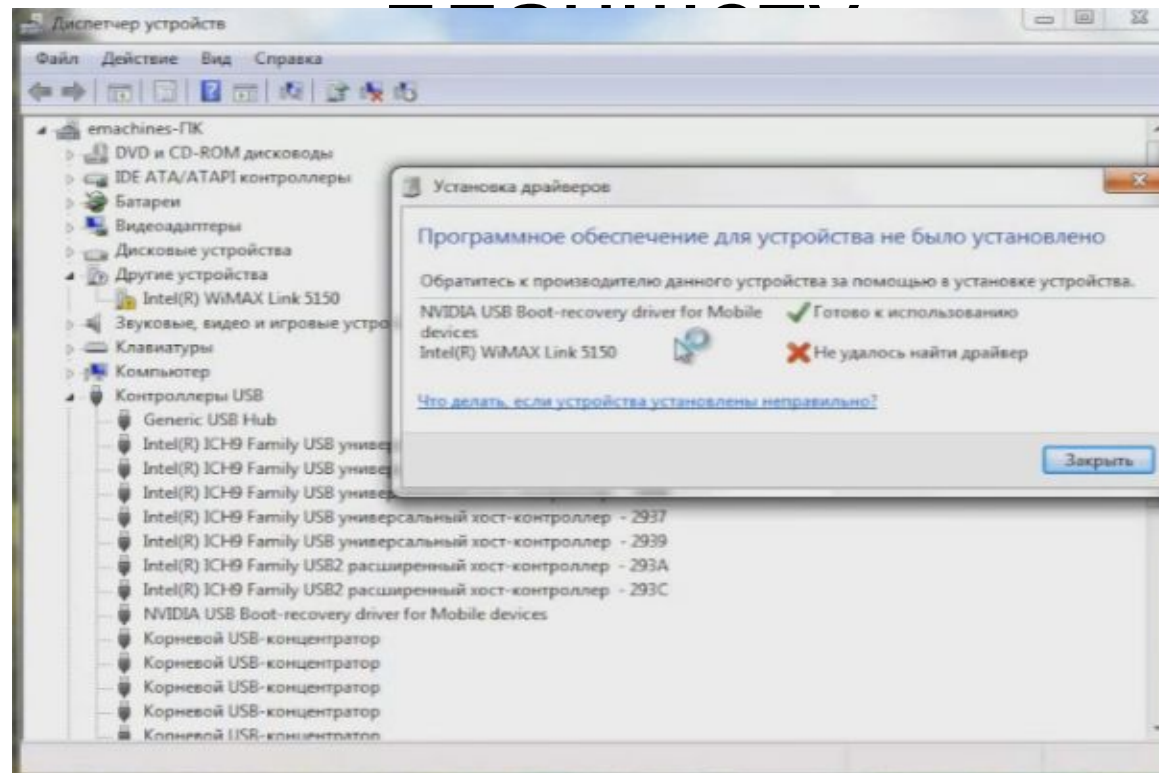 Диспетчер устройств
Файл Действие Вид Справка
emachines-ПК
DVD и CD-ROM дисководы
IDE ATA/ATAPI контроллеры
Батареи
Видеоадаптеры
Дисковые устройства
Другие устройства
Intel(R) WiMAX Link 5150
Звуковые, видео и игровые устро
Клавиатуры
Компьютер
Контроллеры USB
Generic USB Hub
Intel(R) ICH9 Family USB универ
Intel(R) ICH9 Family USB универ
Intel(R) ICH9 Family USB универ
Intel(R) ICH9 Family USB универсальный хост-контроллер - 2937
Intel(R) ICH9 Family USB универсальный хост-контроллер - 2939
Intel(R) ICH9 Family USB2 расширенный хост-контроллер - 293A
Intel(R) ICH9 Family USB2 расширенный хост-контроллер - 293C
NVIDIA USB Boot-recovery driver for Mobile devices
Корневой USB-концентратор
Корневой USB-концентратор
Корневой USB-концентратор
Корневой USB-концентратор
Корневой USB-концентратор
Установка драйверов
Программное обеспечение для устройства не было установлено
Обратитесь к производителю данного устройства за помощью в установке устройства.
NVIDIA USB Boot-recovery driver for Mobile Готово к использованию
devices
Intel(R) WiMAX Link 5150 Не удалось найти драйвер
Что делать, если устройства установлены неправильно?
Закрыть